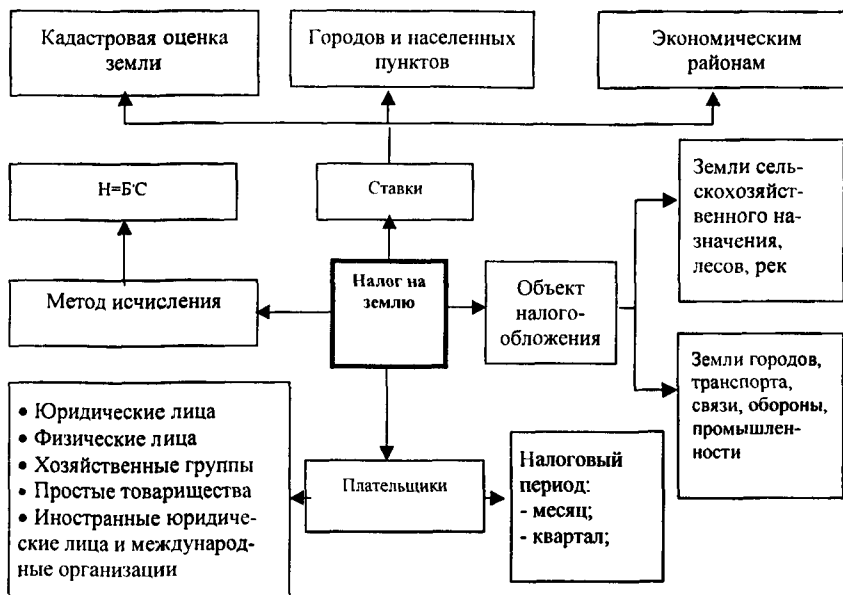 Кадастровая оценка
земли
Городов и населенных
пунктов
Экономическим
районам
Н=Б'С
Ставки
Земли сель-
скохозяйст-
венного на-
значения,
лесов, рек
Метод исчисления
Налог на
землю
Объект
налого-
обложения
Земли городов,
транспорта,
связи, обороны,
промышлен-
ности
• Юридические лица
• Физические лица
• Хозяйственные группы
• Простые товарищества
• Иностранные юридиче-
ские лица и международ-
ные организации
Плательщики
Налоговый
период:
- месяц;
- квартал;